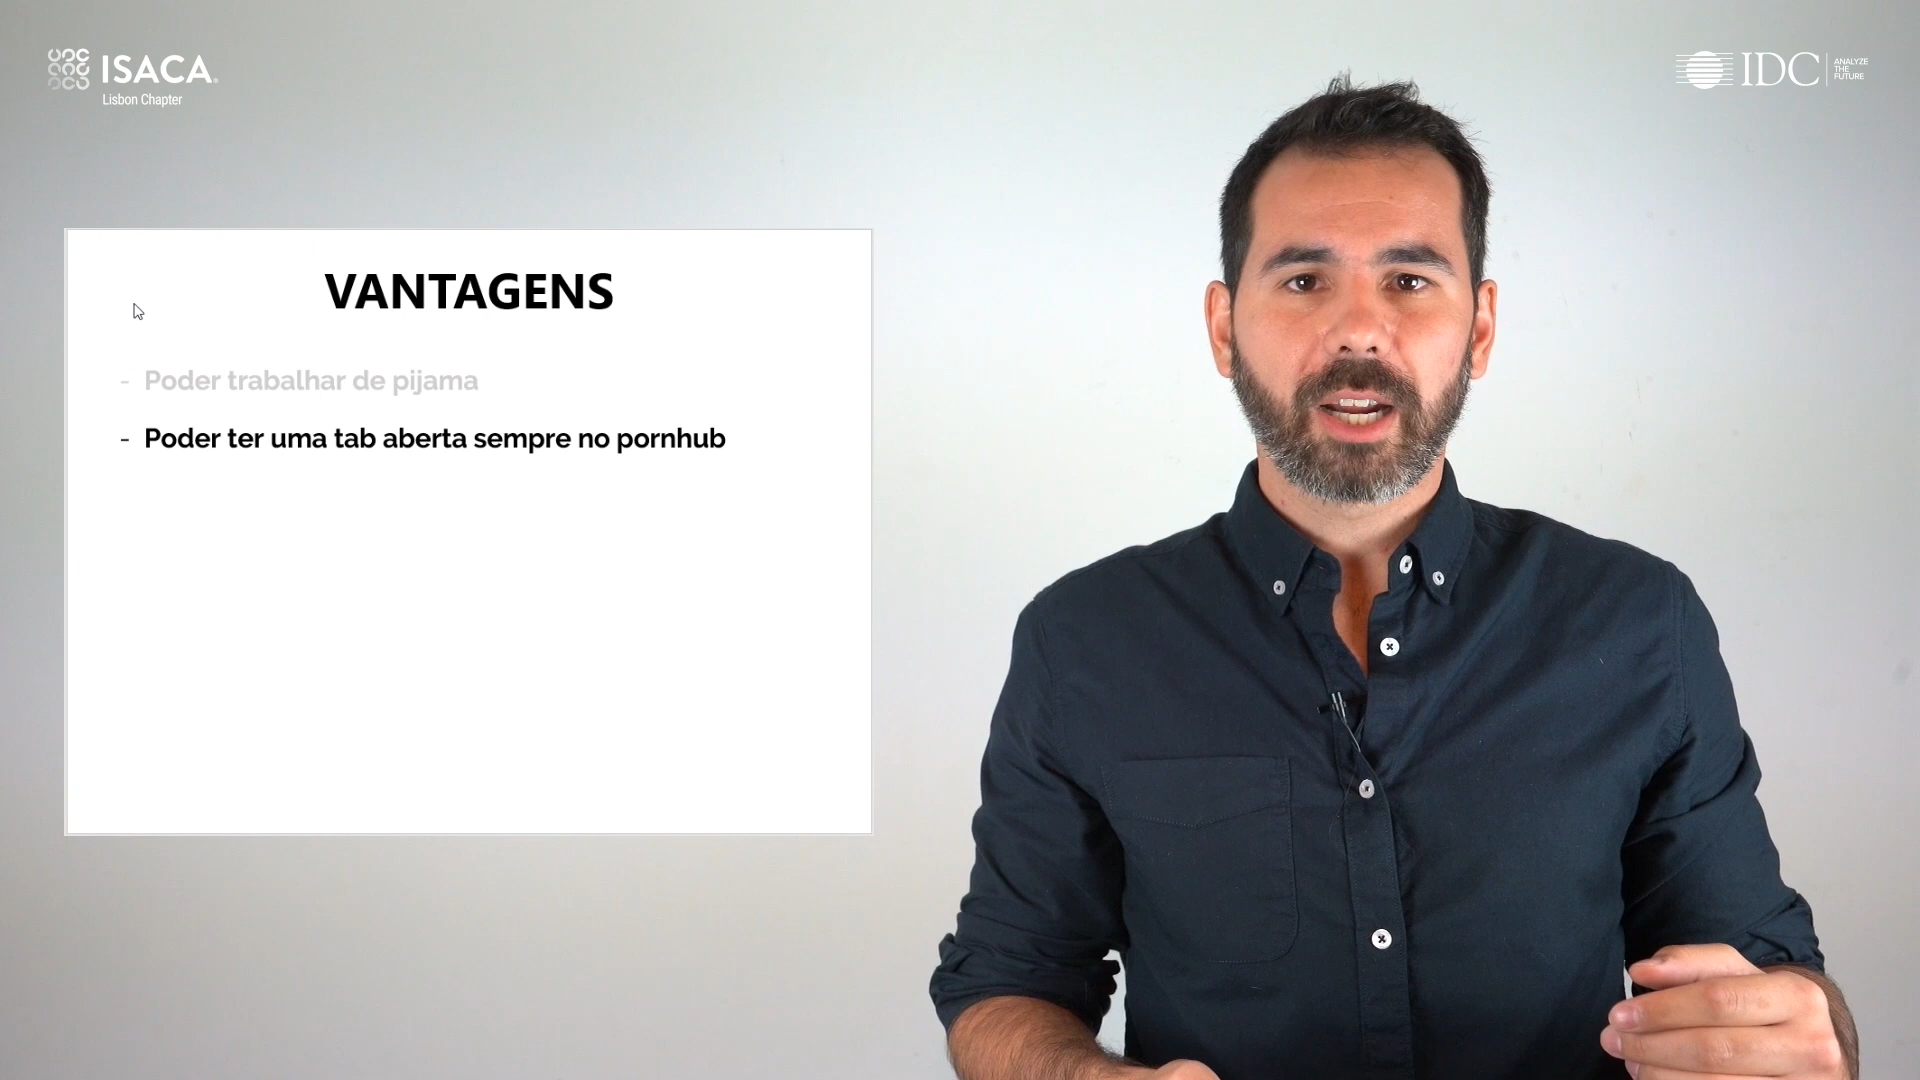 ISACA
Lisbon Chapter
IDC
ANALYZE
THE
FUTURE
VANTAGENS
- Poder trabalhar de pijama
- Poder ter uma tab aberta sempre no pornhub